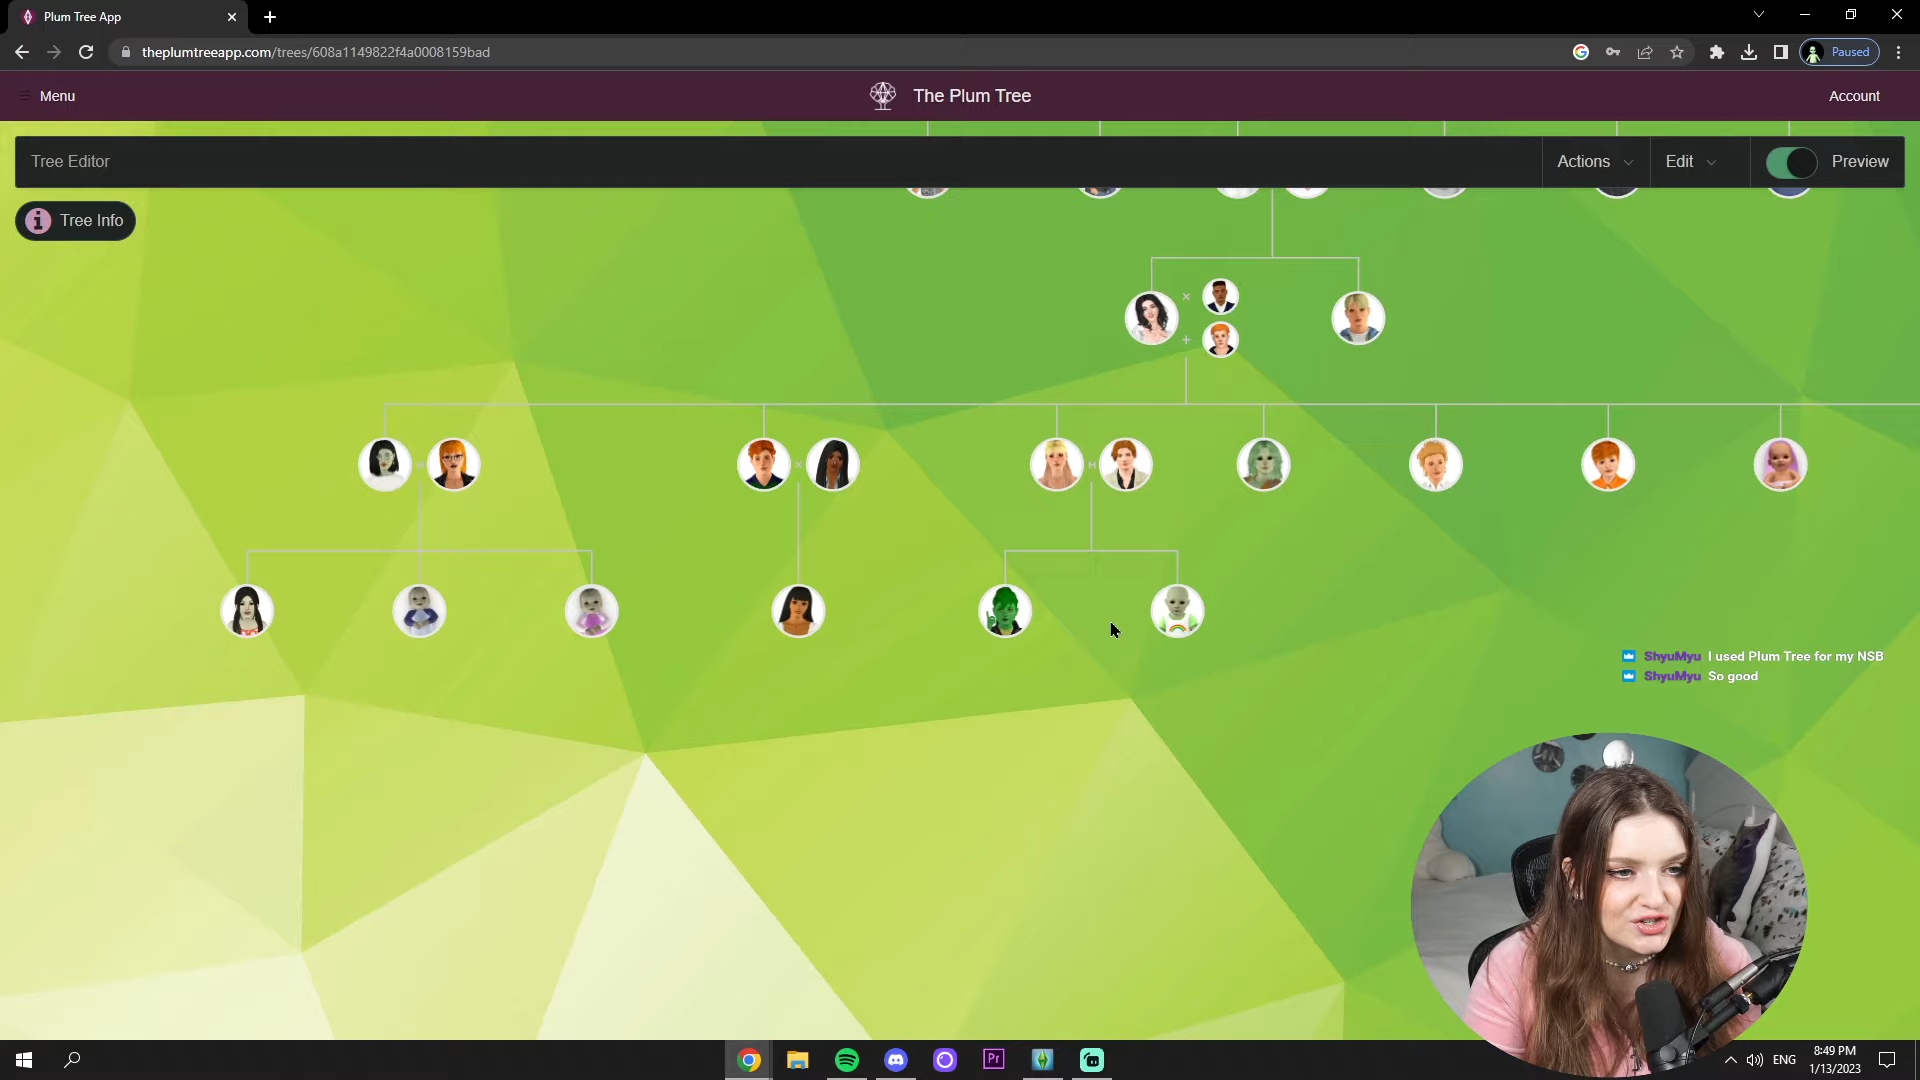 Plum Tree App
theplumtreeapp.com/trees/608a1149822f4a0008159bad
Paused
Menu
The Plum Tree
Account
Tree Editor
Actions
Edit
Preview
Tree Info
ShyuMyu I used Plum Tree for my NSB
ShyuMyu So good
Pr
ENG
8:49 PM
1/13/2023